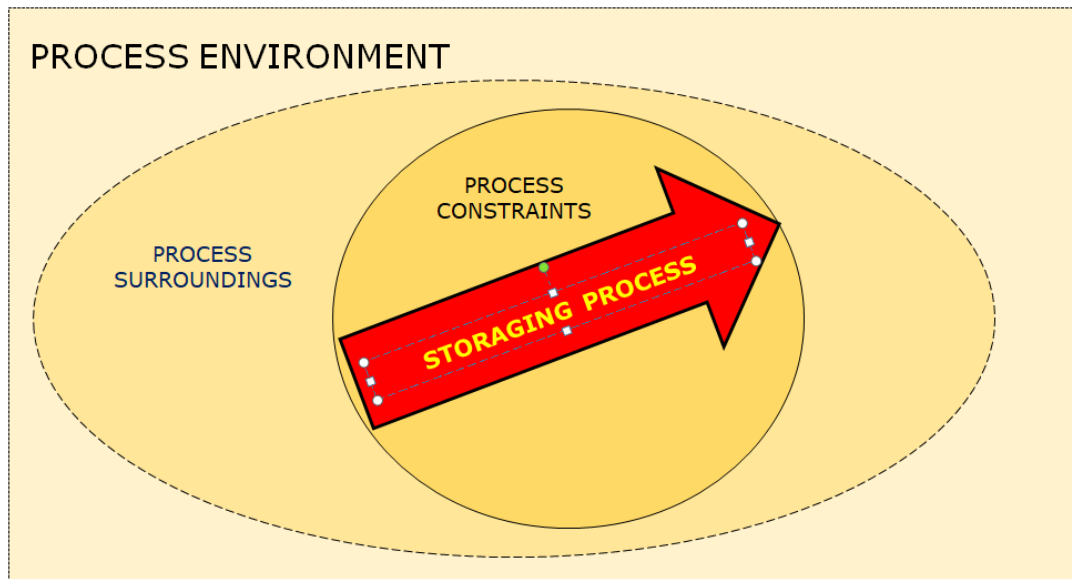 PROCESS ENVIRONMENT
PROCESS
CONSTRAINTS
PROCESS
SURROUNDINGS
STORAGING PROCESS